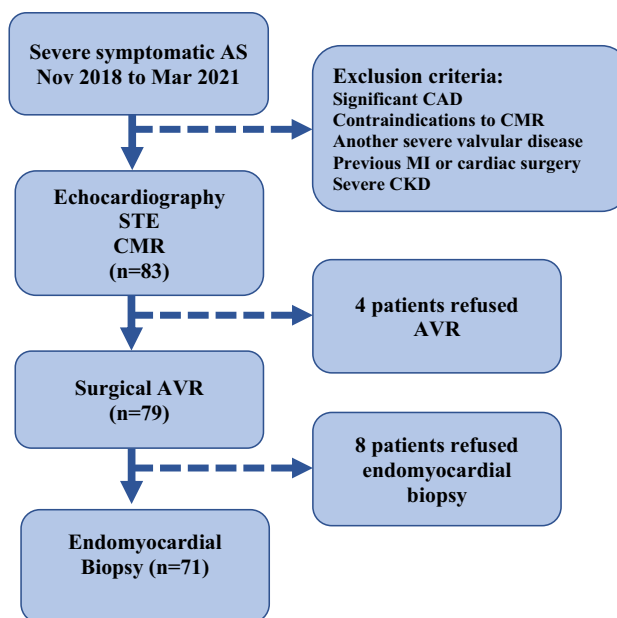 Severe symptomatic AS
Nov 2018 to Mar 2021
Exclusion criteria:
Significant CAD
Contraindications to CMR
Another severe valvular disease
Previous MI or cardiac surgery
Severe CKD
Echocardiography
STE
CMR
(n=83)
4 patients refused
AVR
Surgical AVR
(n=79)
8 patients refused
endomyocardial
biopsy
Endomyocardial
Biopsy (n=71)